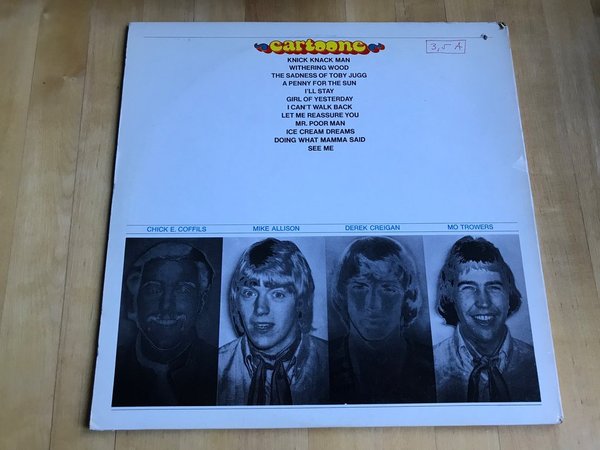 cartoone
3,5 A
KNICK KNACK MAN
WITHERING WOOD
THE SADNESS OF TOBY JUGG
A PENNY FOR THE SUN
I'LL STAY
GIRL OF YESTERDAY
I CAN'T WALK BACK
LET ME REASSURE YOU
MR. POOR MAN
ICE CREAM DREAMS
DOING WHAT MAMMA SAID
SEE ME
CHICK E. COFFILS
MIKE ALLISON
DEREK CREIGAN
MO TROWERS